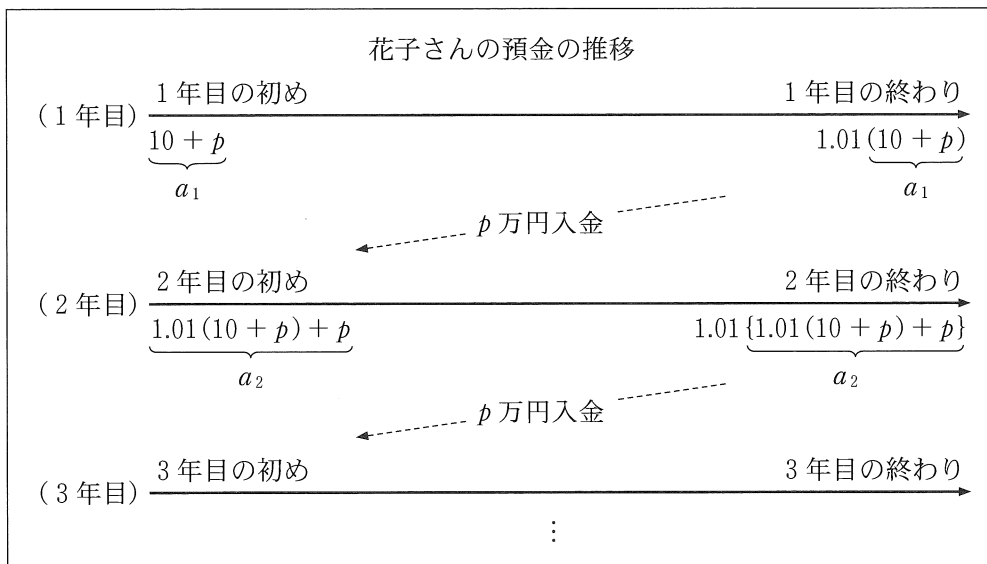 花子さんの預金の推移
1年目の初め 1年目の終わり
(1年目)
10 + p 1.01(10 + p)
a₁ a₁
p万円入金
2年目の初め 2年目の終わり
(2年目)
1.01(10 + p) + p 1.01{1.01(10 + p) + p}
a₂ a₂
p万円入金
3年目の初め 3年目の終わり
(3年目)
⋮